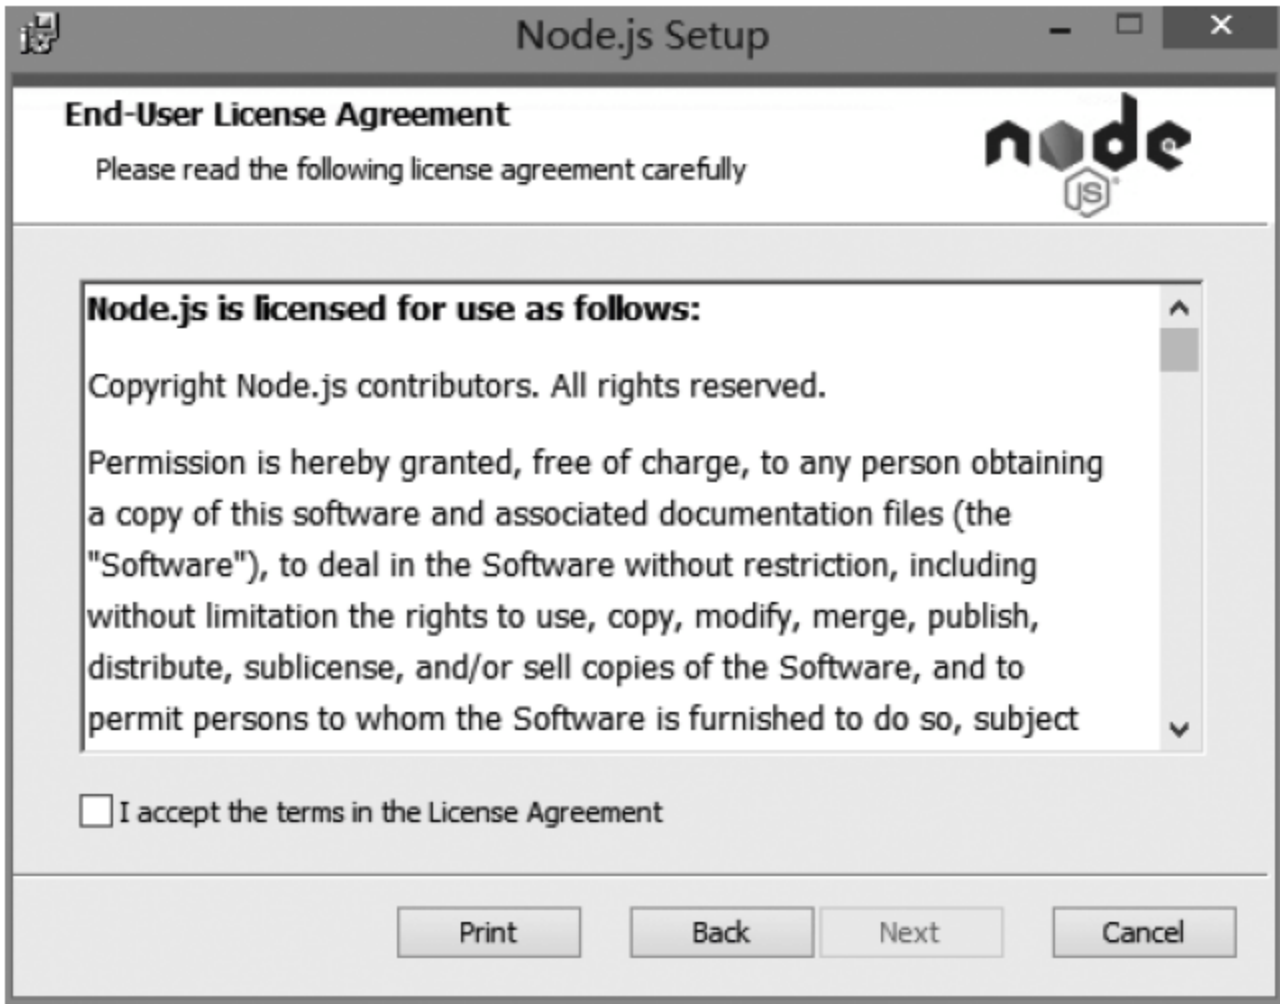 Node.js Setup
End-User License Agreement
Please read the following license agreement carefully
node
JS
Node.js is licensed for use as follows:
Copyright Node.js contributors. All rights reserved.
Permission is hereby granted, free of charge, to any person obtaining
a copy of this software and associated documentation files (the
"Software"), to deal in the Software without restriction, including
without limitation the rights to use, copy, modify, merge, publish,
distribute, sublicense, and/or sell copies of the Software, and to
permit persons to whom the Software is furnished to do so, subject
I accept the terms in the License Agreement
Print
Back
Next
Cancel